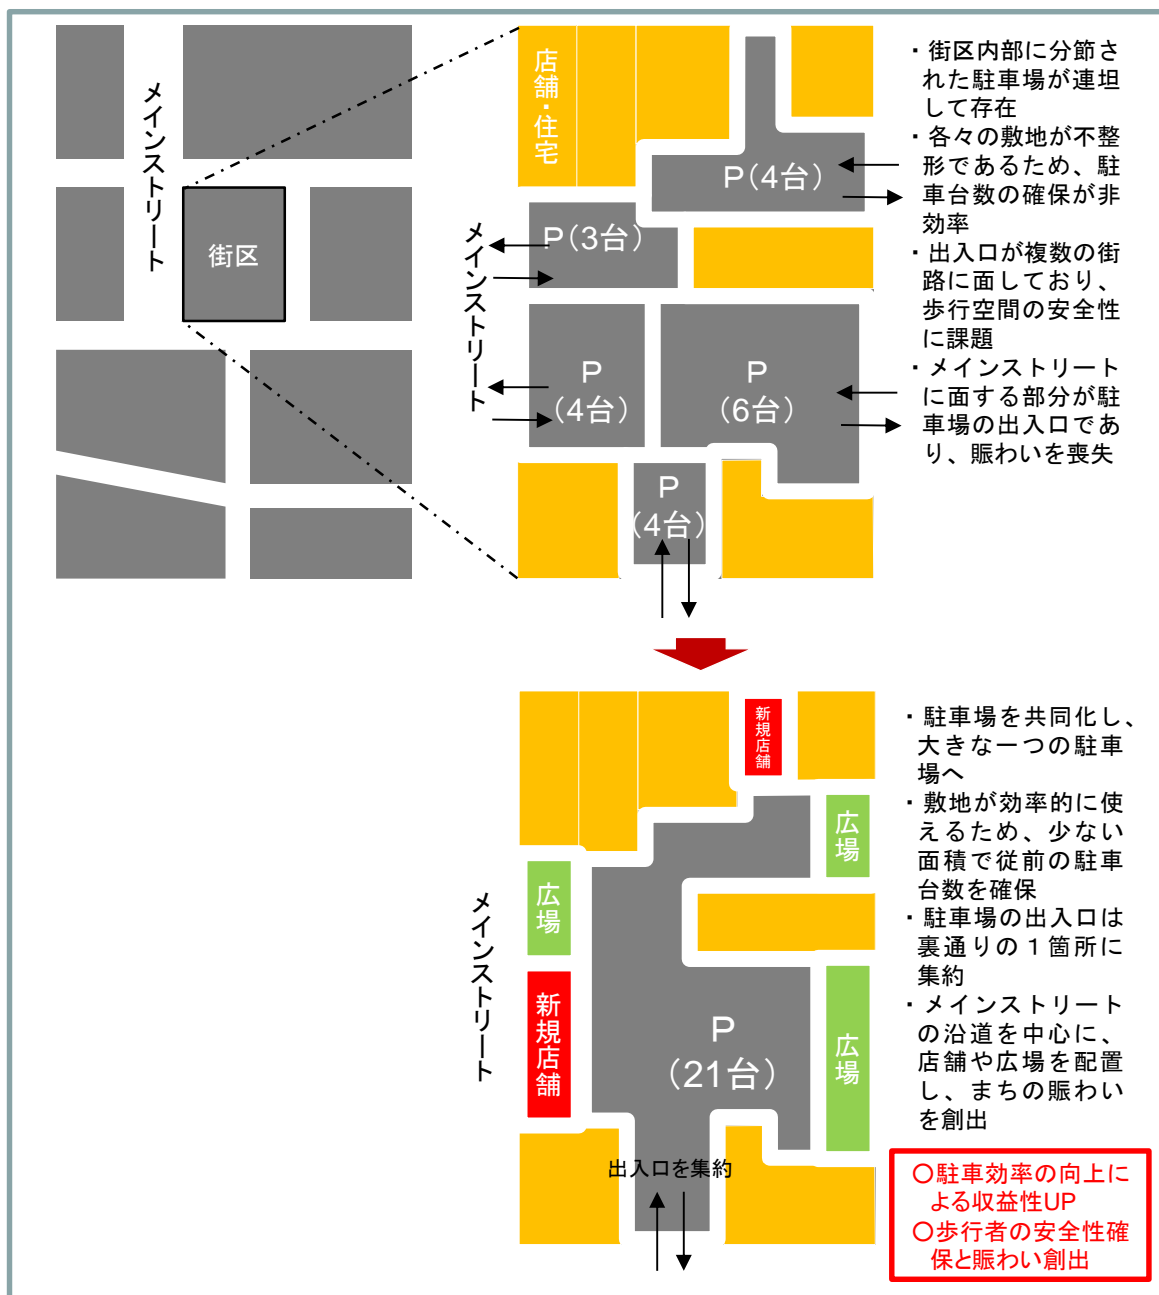 メインストリート
街区
店舗・住宅
P（4台）
P（3台）
メインストリート
P
（4台）
P
（6台）
P
（4台）
・街区内部に分節さ
れた駐車場が連坦
して存在
・各々の敷地が不整
形であるため、駐
車台数の確保が非
効率
・出入口が複数の街
路に面しており、
歩行空間の安全性
に課題
・メインストリート
に面する部分が駐
車場の出入口であ
り、賑わいを喪失
新規店舗
広場
広場
メインストリート
新規店舗
広場
P
（21台）
出入口を集約
・駐車場を共同化し、
大きな一つの駐車
場へ
・敷地が効率的に使
えるため、少ない
面積で従前の駐車
台数を確保
・駐車場の出入口は
裏通りの１箇所に
集約
・メインストリート
の沿道を中心に、
店舗や広場を配置
し、まちの賑わい
を創出
○駐車効率の向上に
よる収益性UP
○歩行者の安全性確
保と賑わい創出